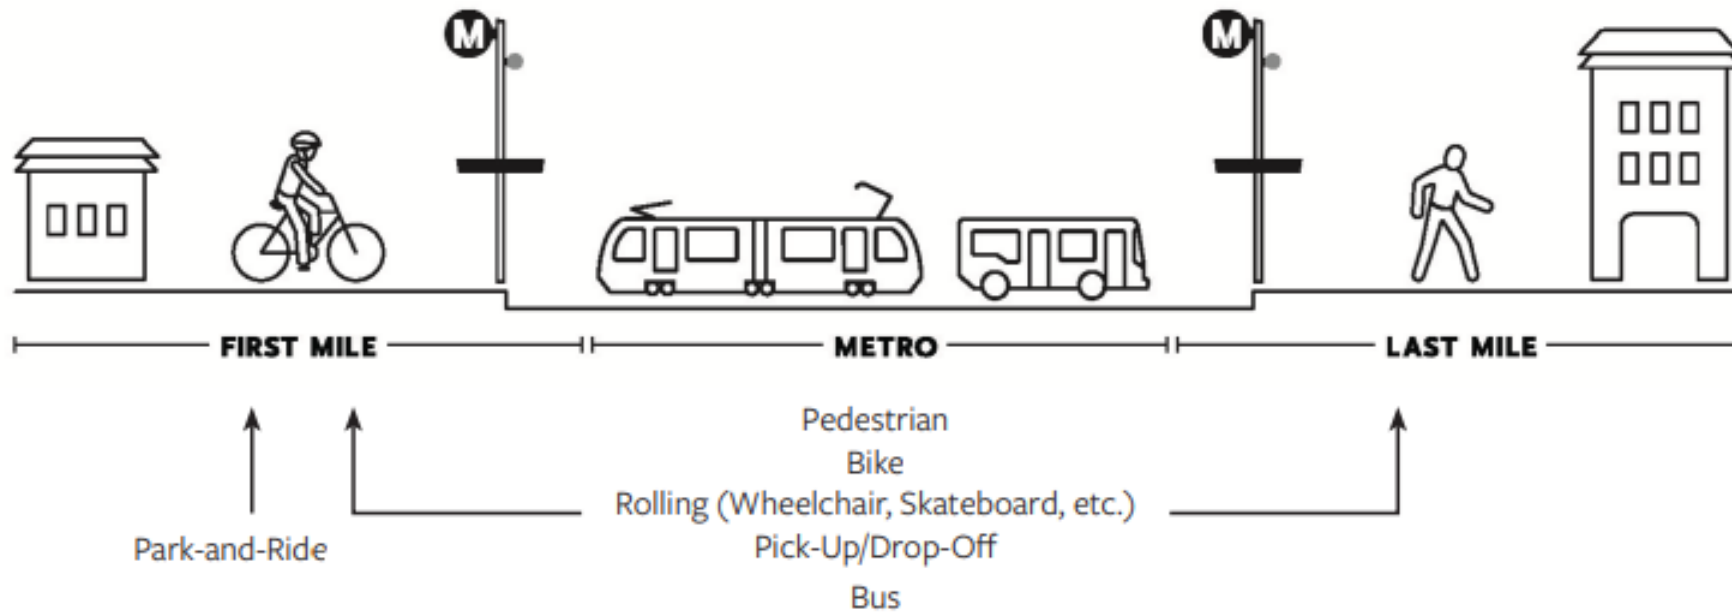 M
M
FIRST MILE
METRO
LAST MILE
Pedestrian
Bike
Rolling (Wheelchair, Skateboard, etc.)
Pick-Up/Drop-Off
Bus
Park-and-Ride